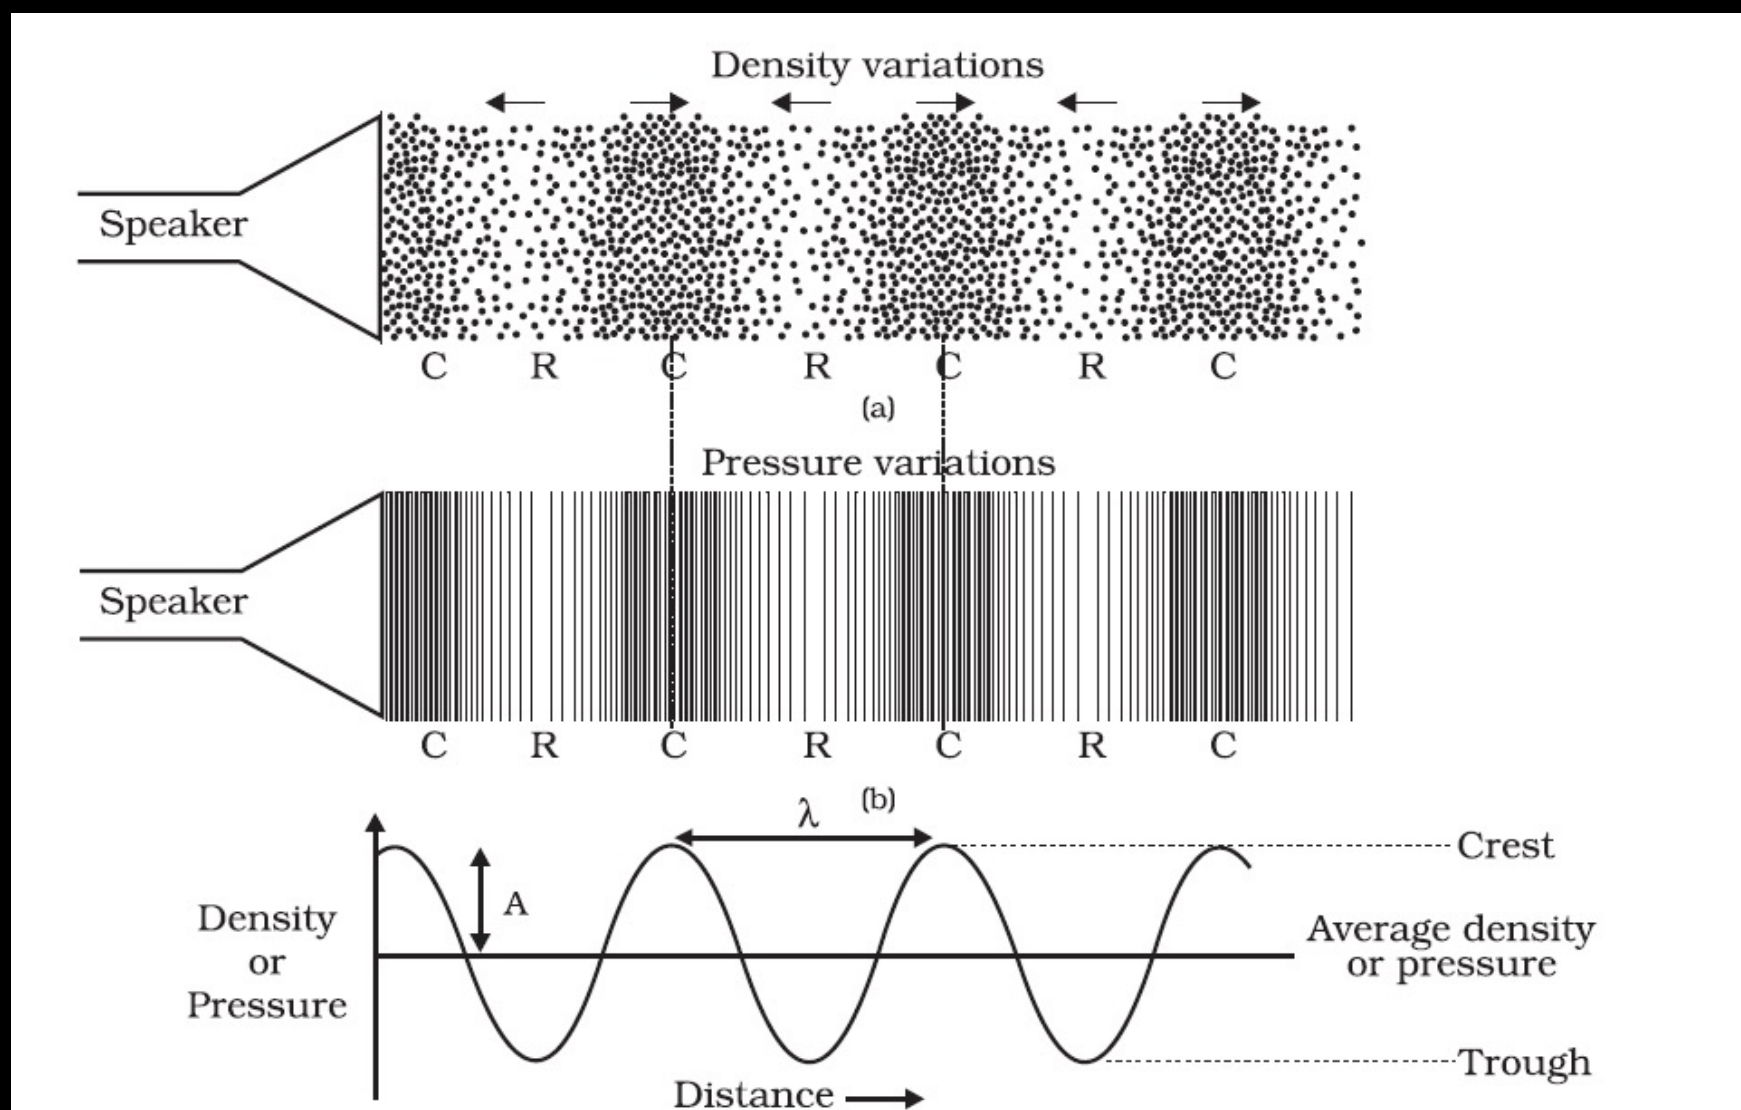 Density variations
Speaker
C R C R C R C
(a)
Pressure variations
Speaker
C R C R C R C
(b)
λ
Crest
A
Density
or
Pressure
Average density
or pressure
Trough
Distance